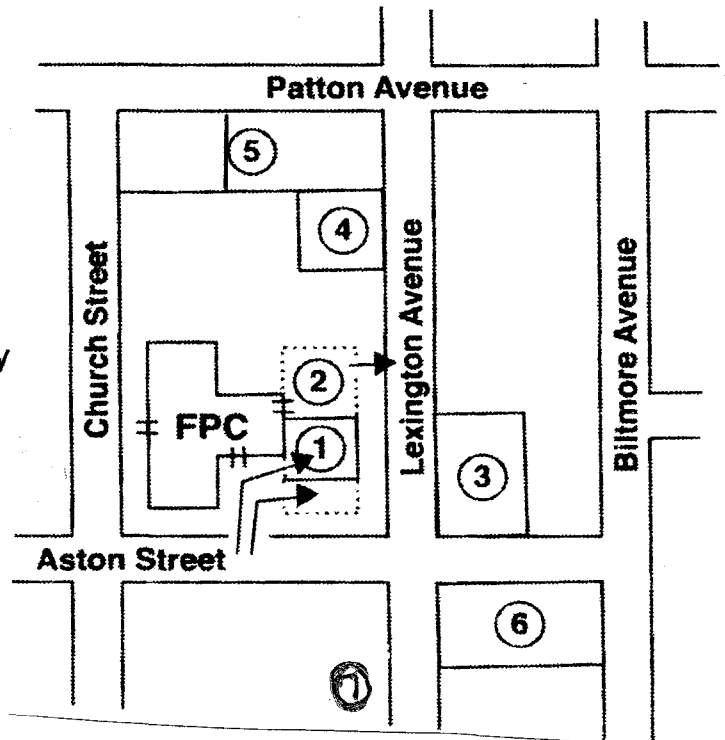 Patton Avenue
5
4
Church Street
Lexington Avenue
Biltmore Avenue
y
2
FPC
1
3
Aston Street
6
7